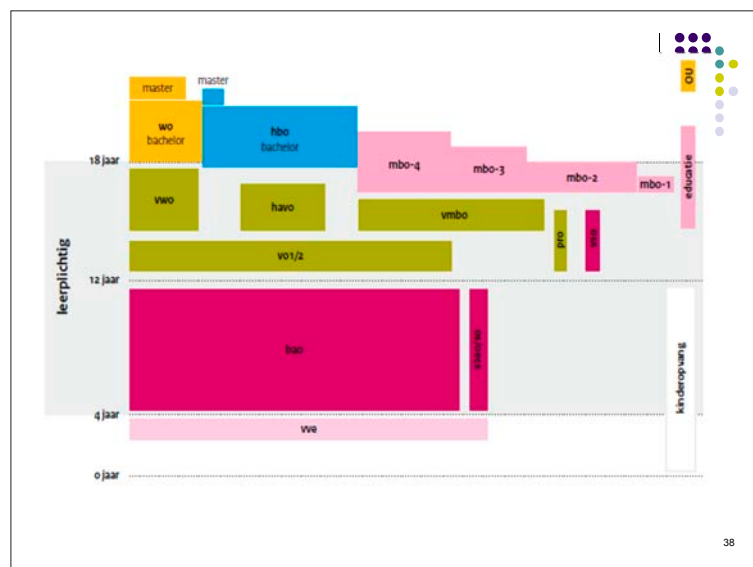 master
master
OU
wo
bachelor
hbo
bachelor
mbo-4
mbo-3
mbo-2
mbo-1
educatie
18 jaar
vwo
havo
vmbo
pro
vso
vo1/2
12 jaar
leerplichtig
bao
kinderopvang
4 jaar
vve
0 jaar
38